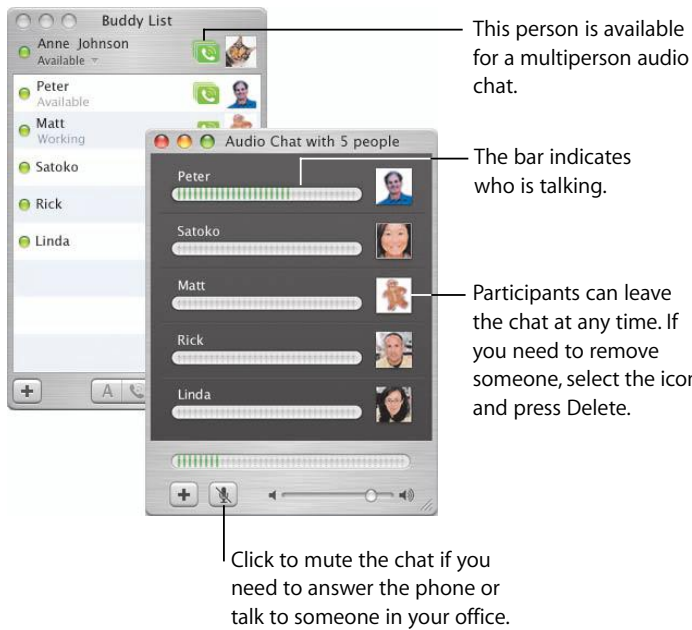 Buddy List
Anne Johnson
Available
Peter
Available
Matt
Working
Satoko
Rick
Linda
A
Audio Chat with 5 people
Peter
Satoko
Matt
Rick
Linda
This person is available
for a multiperson audio
chat.
The bar indicates
who is talking.
Participants can leave
the chat at any time. If
you need to remove
someone, select the icon
and press Delete.
Click to mute the chat if you
need to answer the phone or
talk to someone in your office.